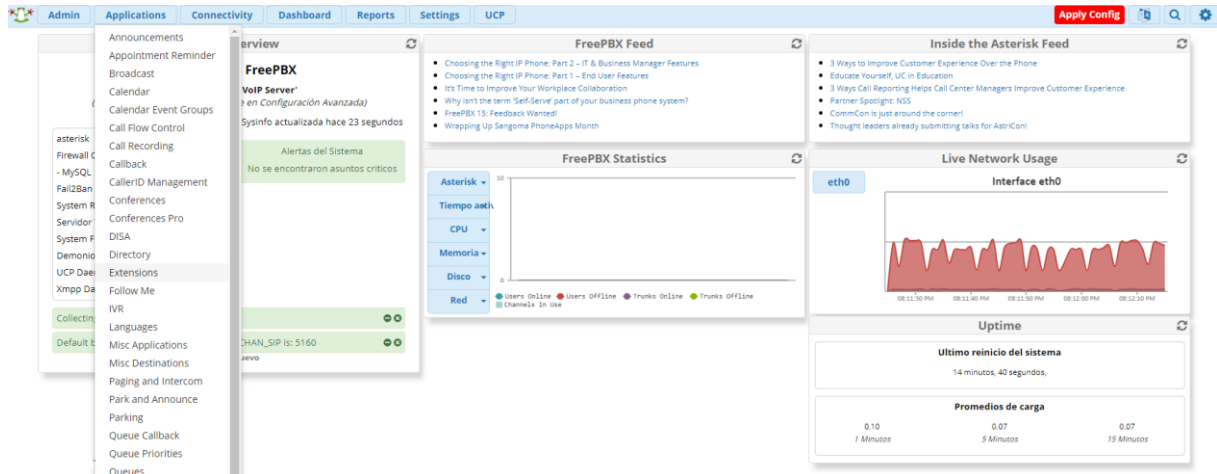 Admin Applications Connectivity Dashboard Reports Settings UCP Apply Config
Announcements
Appointment Reminder
Broadcast
Calendar
Calendar Event Groups
Call Flow Control
Call Recording
Callback
CallerID Management
Conferences
Conferences Pro
DISA
Directory
Extensions
Follow Me
IVR
Languages
Misc Applications
Misc Destinations
Paging and Intercom
Park and Announce
Parking
Queue Callback
Queue Priorities
Queues
erview
FreePBX
VoIP Server'
e en Configuración Avanzada)
Sysinfo actualizada hace 23 segundos
Alertas del Sistema
No se encontraron asuntos criticos
asterisk
Firewall C
- MySQL
Fail2Ban
System R
Servidor
System F
Demonio
UCP Dae
Xmpp Da
Collectin
Default b
CHAN_SIP is: 5160
uevo
FreePBX Feed
Choosing the Right IP Phone: Part 2 – IT & Business Manager Features
Choosing the Right IP Phone: Part 1 – End User Features
It's Time to Improve Your Workplace Collaboration
Why isn't the term 'Self-Serve' part of your business phone system?
FreePBX 15: Feedback Wanted!
Wrapping Up Sangoma PhoneApps Month
Inside the Asterisk Feed
3 Ways to Improve Customer Experience Over the Phone
Educate Yourself, UC in Education
3 Ways Call Reporting Helps Call Center Managers Improve Customer Experience
Partner Spotlight: NSS
CommCon is just around the corner!
Thought leaders already submitting talks for AstriCon!
FreePBX Statistics
Asterisk
Tiempo activ
CPU
Memoria
Disco
Red
10
0
Users Online Users Offline Trunks Online Trunks Offline
Channels In Use
Live Network Usage
eth0
Interface eth0
08:11:30 PM 08:11:40 PM 08:11:50 PM 08:12:00 PM 08:12:10 PM
Uptime
Ultimo reinicio del sistema
14 minutos, 40 segundos,
Promedios de carga
0.10 0.07 0.07
1 Minutos 5 Minutos 15 Minutos